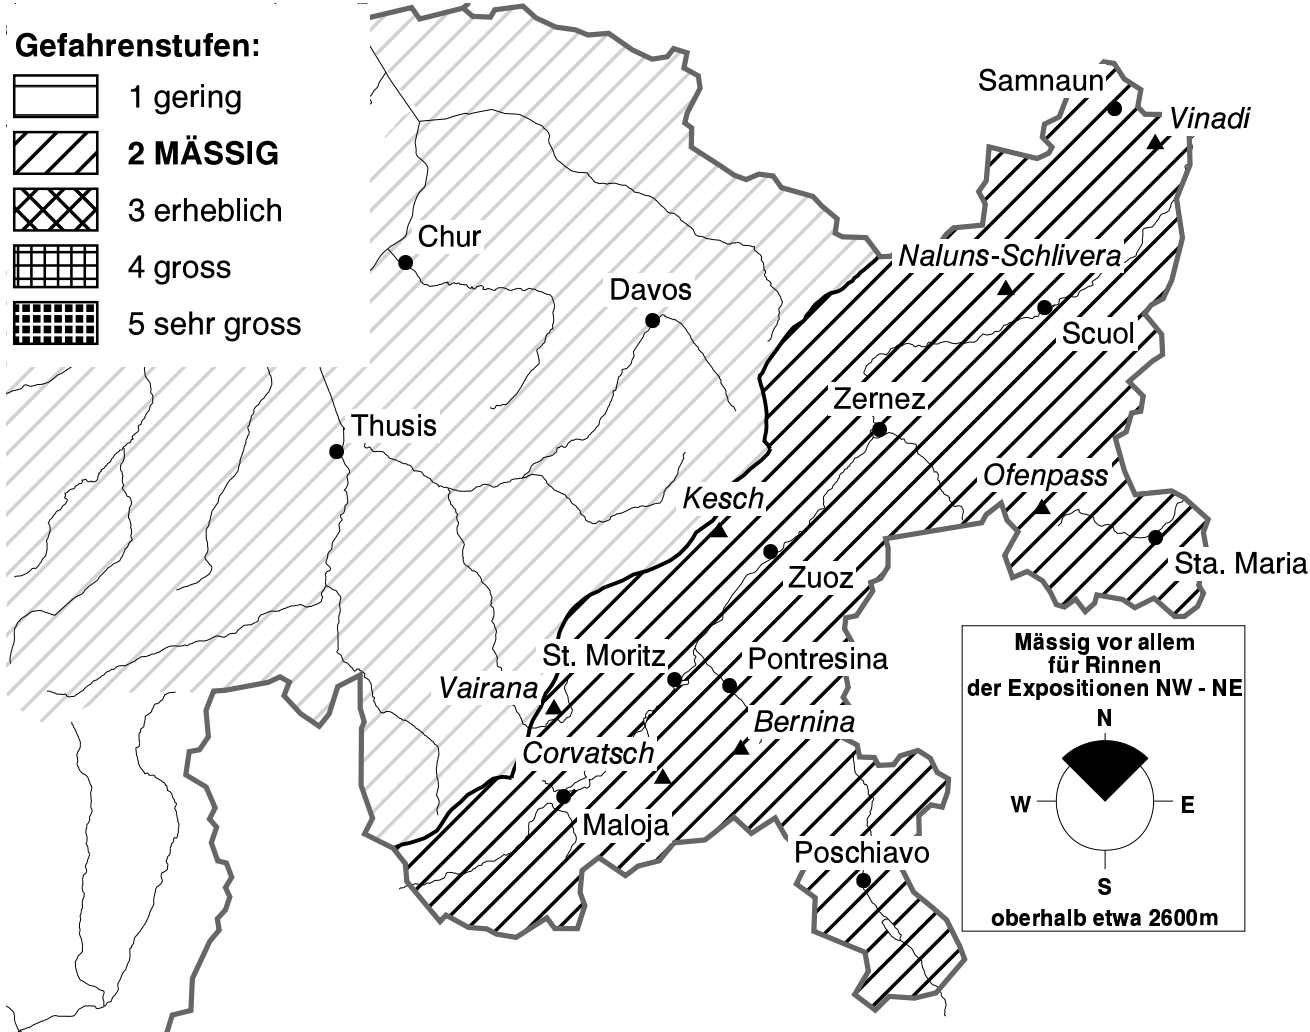 Gefahrenstufen:
1 gering
2 MÄSSIG
3 erheblich
4 gross
5 sehr gross
Samnaun
Vinadi
Chur
Naluns-Schlivera
Davos
Scuol
Zernez
Thusis
Ofenpass
Kesch
Sta. Maria
Zuoz
St. Moritz
Pontresina
Vairana
Bernina
Corvatsch
Maloja
Poschiavo
Mässig vor allem
für Rinnen
der Expositionen NW - NE
N
W E
S
oberhalb etwa 2600m